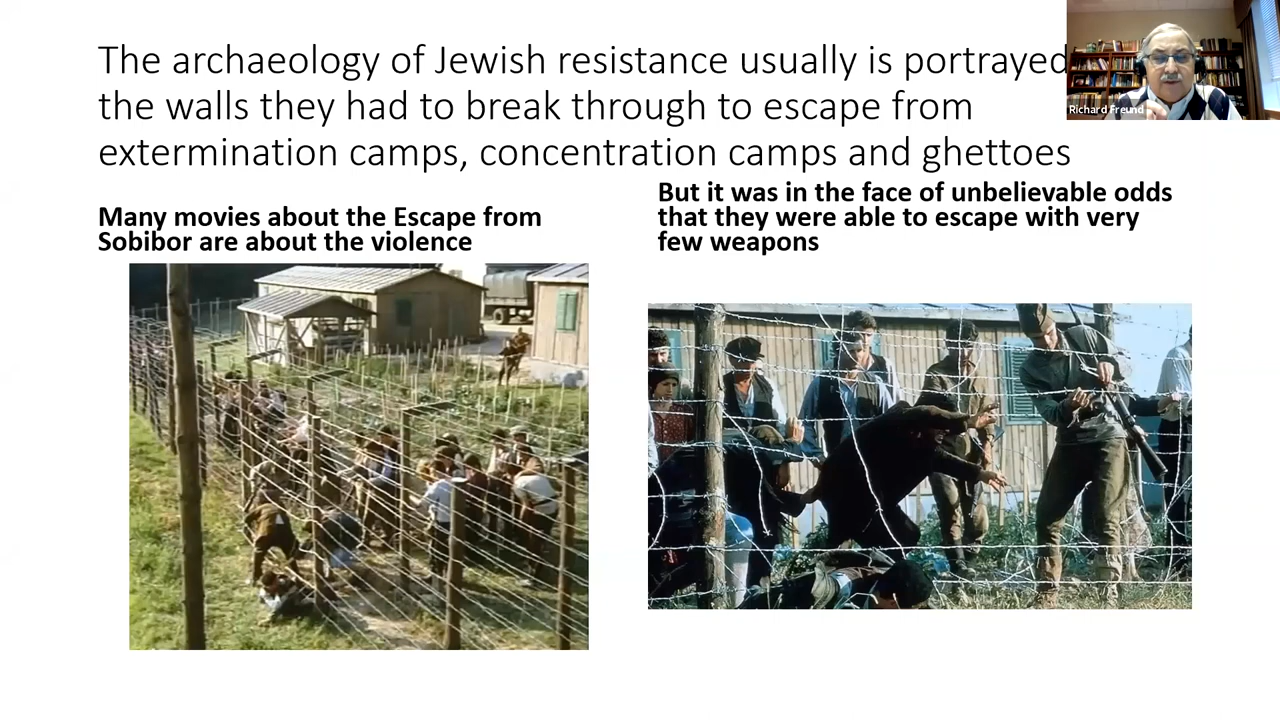 The archaeology of Jewish resistance usually is portrayed
the walls they had to break through to escape from
extermination camps, concentration camps and ghettoes
Many movies about the Escape from
Sobibor are about the violence
But it was in the face of unbelievable odds
that they were able to escape with very
few weapons
Richard Freund